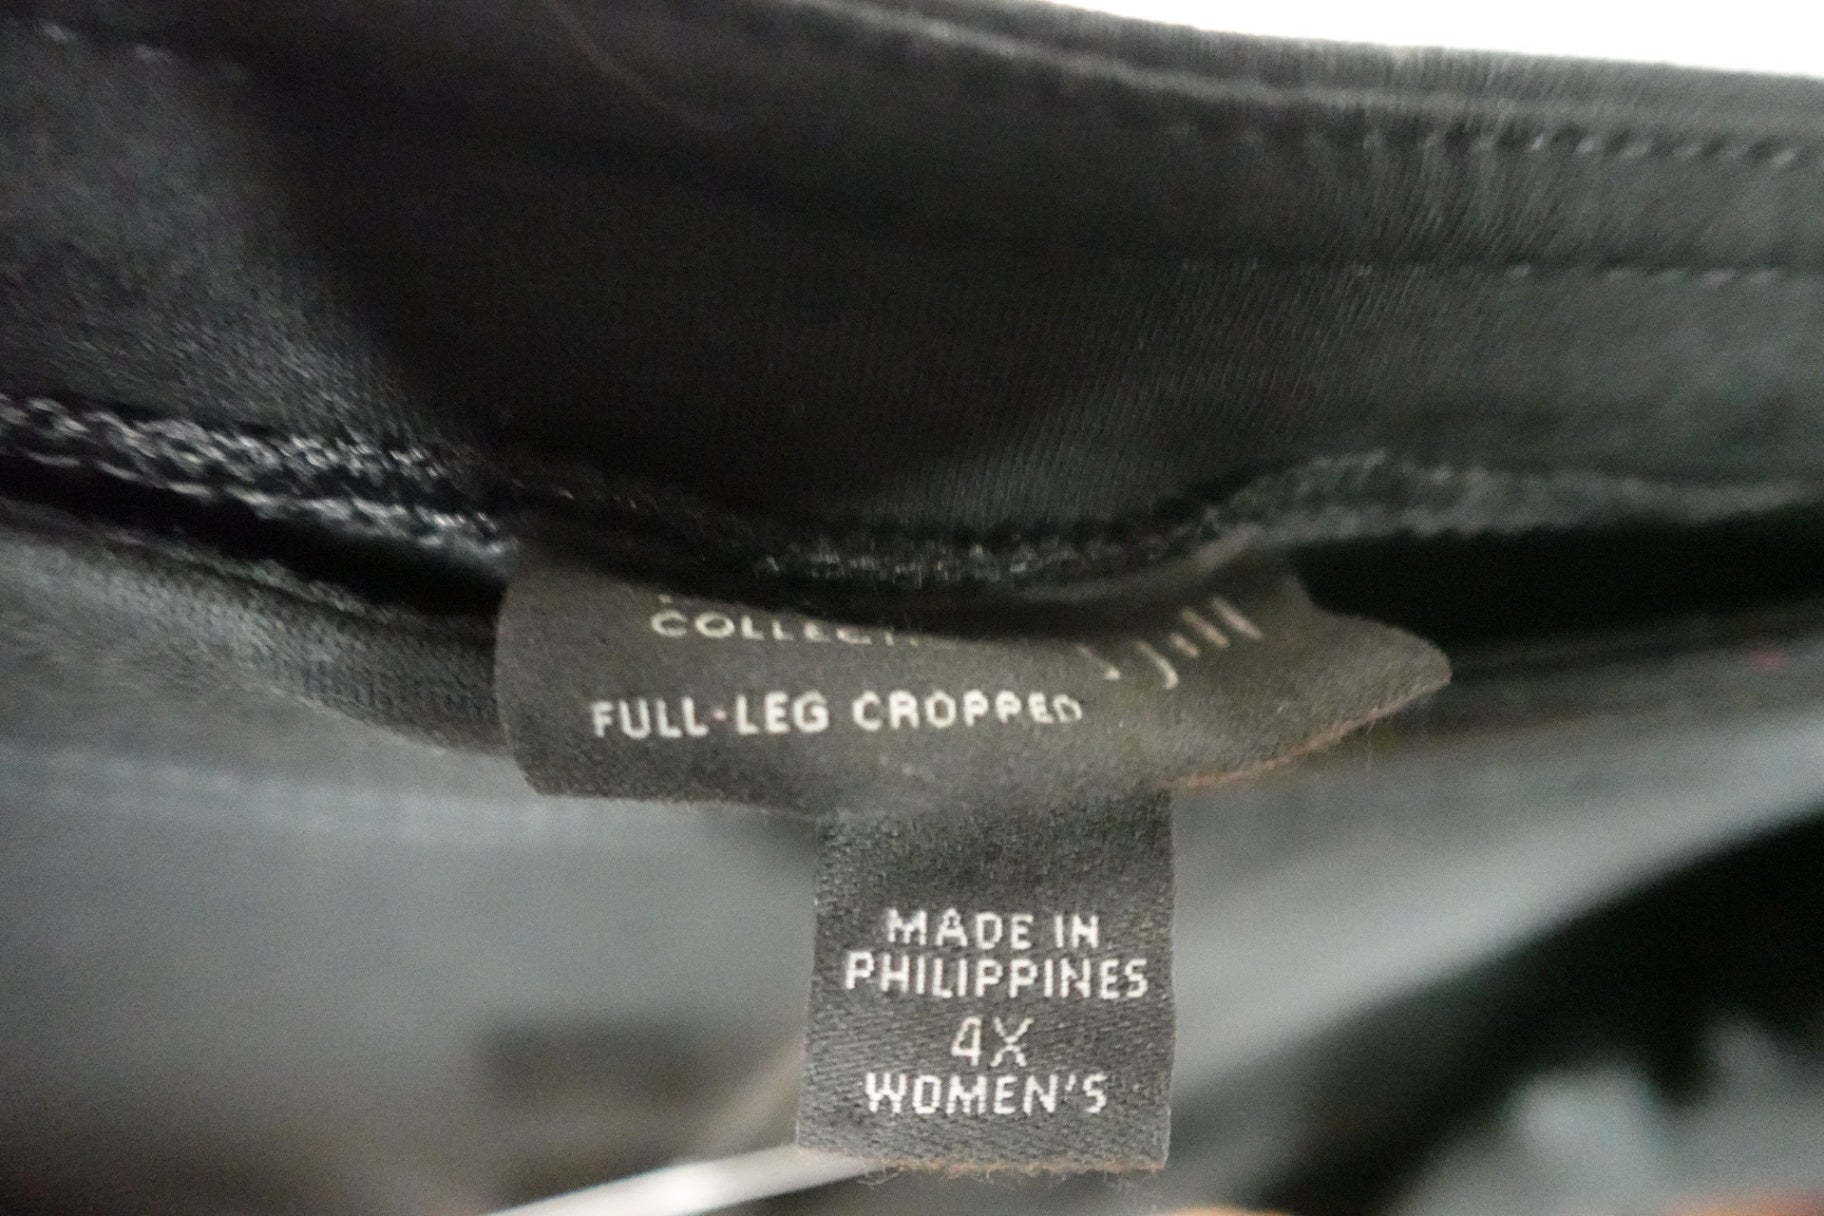 FULL·LEG CROPPED
MADE IN
PHILIPPINES
4X
WOMEN'S